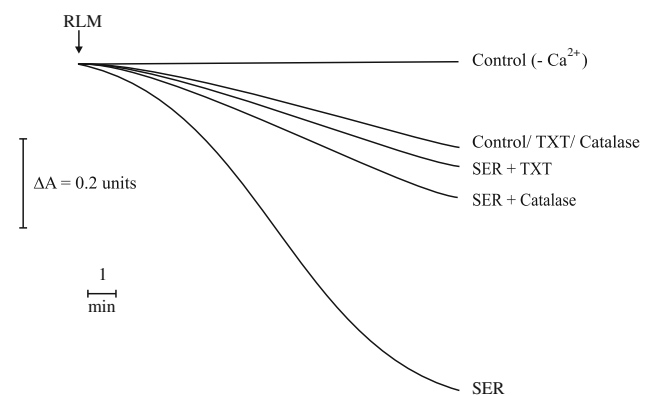 RLM
Control (- Ca²⁺)
Control/ TXT/ Catalase
SER + TXT
ΔA = 0.2 units
SER + Catalase
1
min
SER